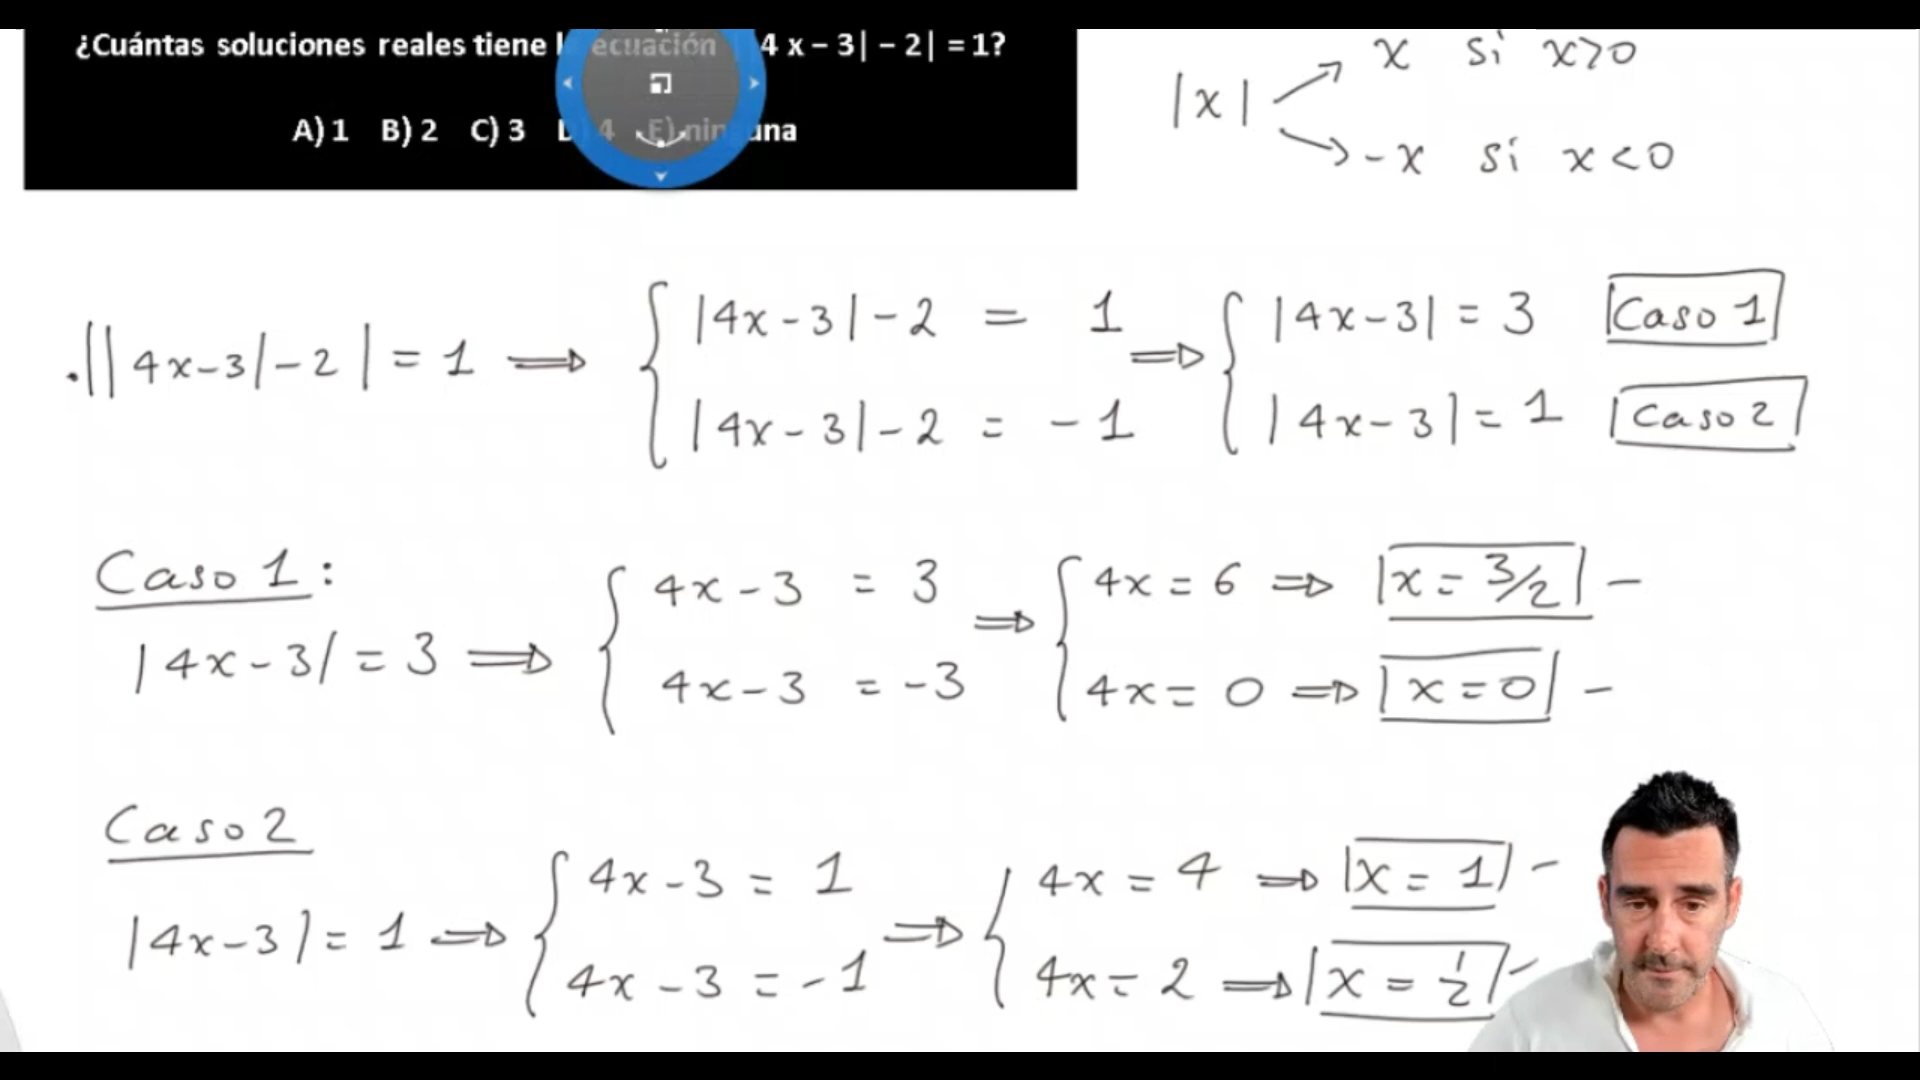 ¿Cuántas soluciones reales tiene ecuación 4 x – 3| – 2| = 1?
A) 1 B) 2 C) 3 4 E) ninguna
|x| x si x>0
-x si x<0
.||4x-3|-2|=1 ⇒ { |4x-3|-2 = 1 ⇒ { |4x-3| = 3 Caso 1
|4x-3|-2 = -1 |4x-3| = 1 Caso 2
Caso 1:
|4x-3| = 3 ⇒ { 4x-3 = 3 ⇒ { 4x = 6 ⇒ x = 3/2 –
4x-3 = -3 4x = 0 ⇒ x = 0 –
Caso 2
|4x-3| = 1 ⇒ { 4x-3 = 1 ⇒ { 4x = 4 ⇒ x = 1 –
4x-3 = -1 4x = 2 ⇒ x = 1/2 –